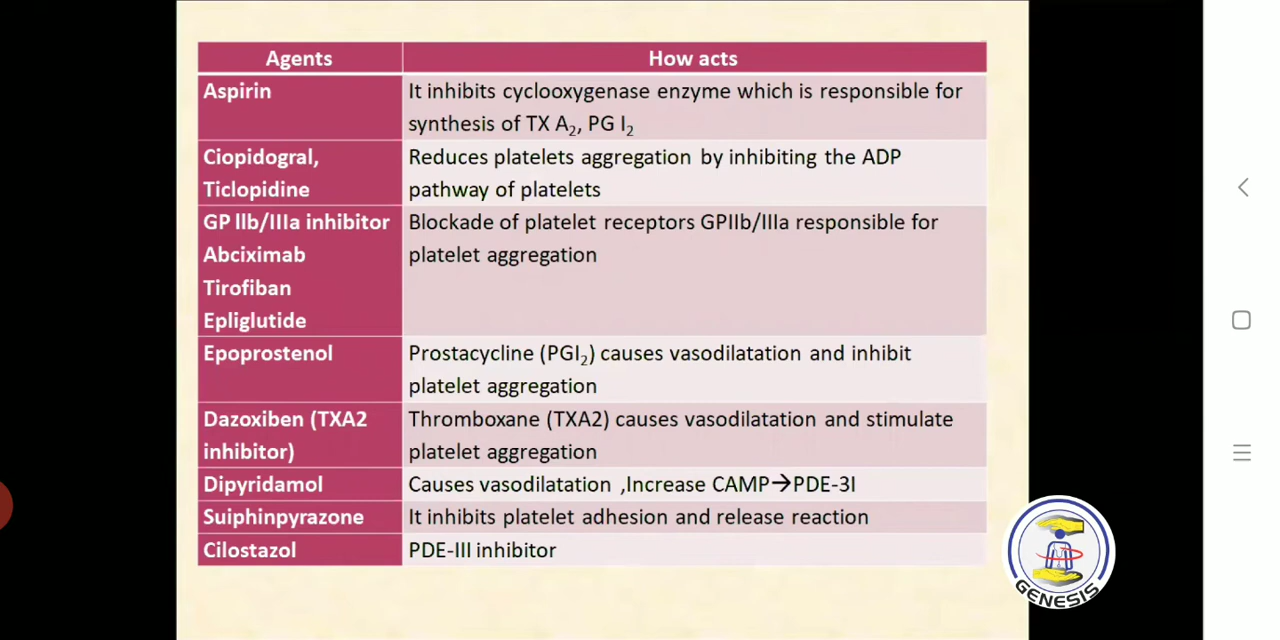 Agents How acts
Aspirin It inhibits cyclooxygenase enzyme which is responsible for
synthesis of TX A₂, PG I₂
Ciopidogral, Reduces platelets aggregation by inhibiting the ADP
Ticlopidine pathway of platelets
GP llb/IIIa inhibitor Blockade of platelet receptors GPIIb/IIIa responsible for
Abciximab platelet aggregation
Tirofiban
Epliglutide
Epoprostenol Prostacycline (PGI₂) causes vasodilatation and inhibit
platelet aggregation
Dazoxiben (TXA2 Thromboxane (TXA2) causes vasodilatation and stimulate
inhibitor) platelet aggregation
Dipyridamol Causes vasodilatation ,Increase CAMP→PDE-3I
Suiphinpyrazone It inhibits platelet adhesion and release reaction
Cilostazol PDE-III inhibitor
GENESIS